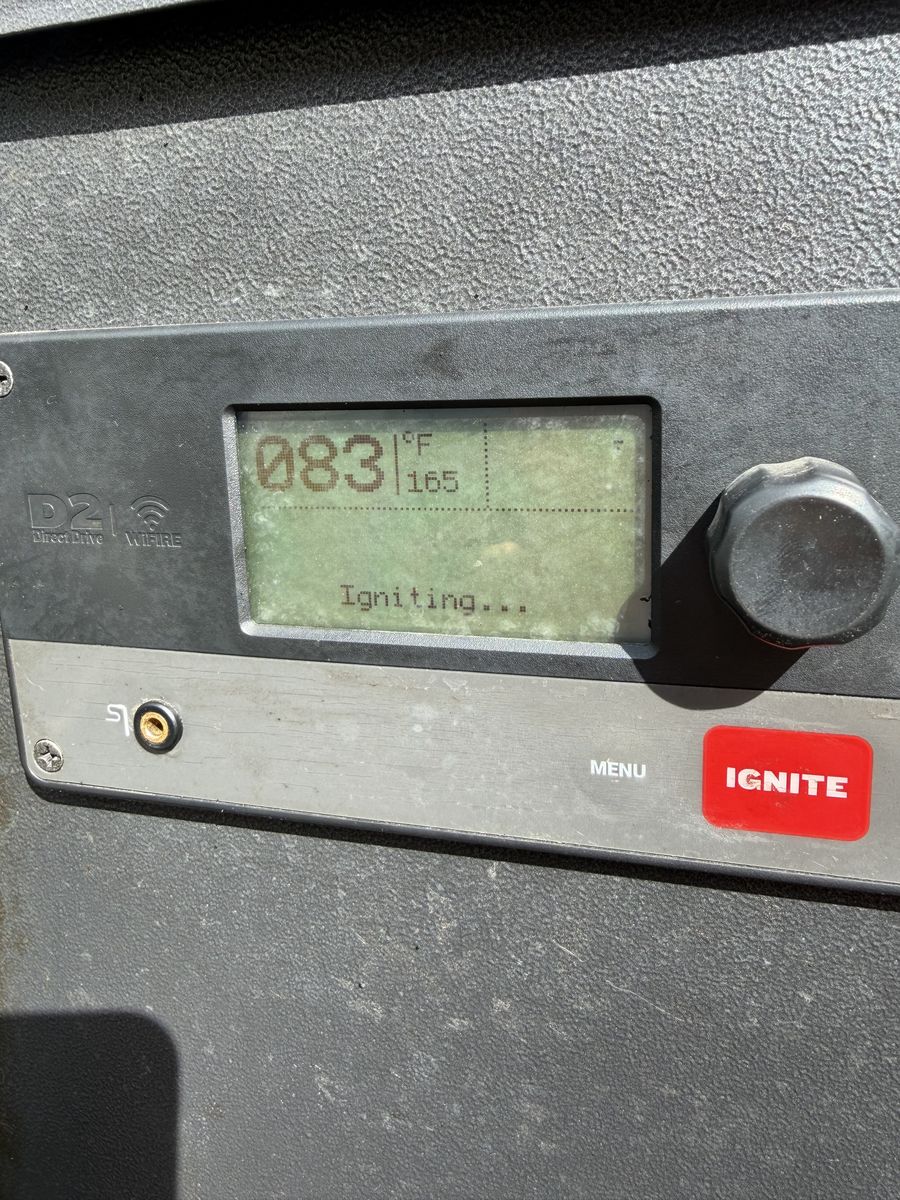 083 °F
165
Igniting...
D2
Direct Drive
WiFIRE
MENU
IGNITE